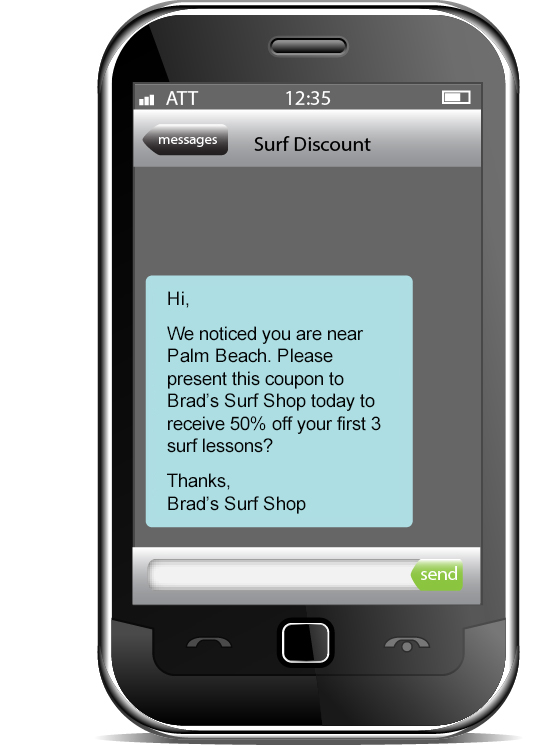 ATT 12:35
messages Surf Discount
Hi,
We noticed you are near
Palm Beach. Please
present this coupon to
Brad’s Surf Shop today to
receive 50% off your first 3
surf lessons?
Thanks,
Brad’s Surf Shop
send